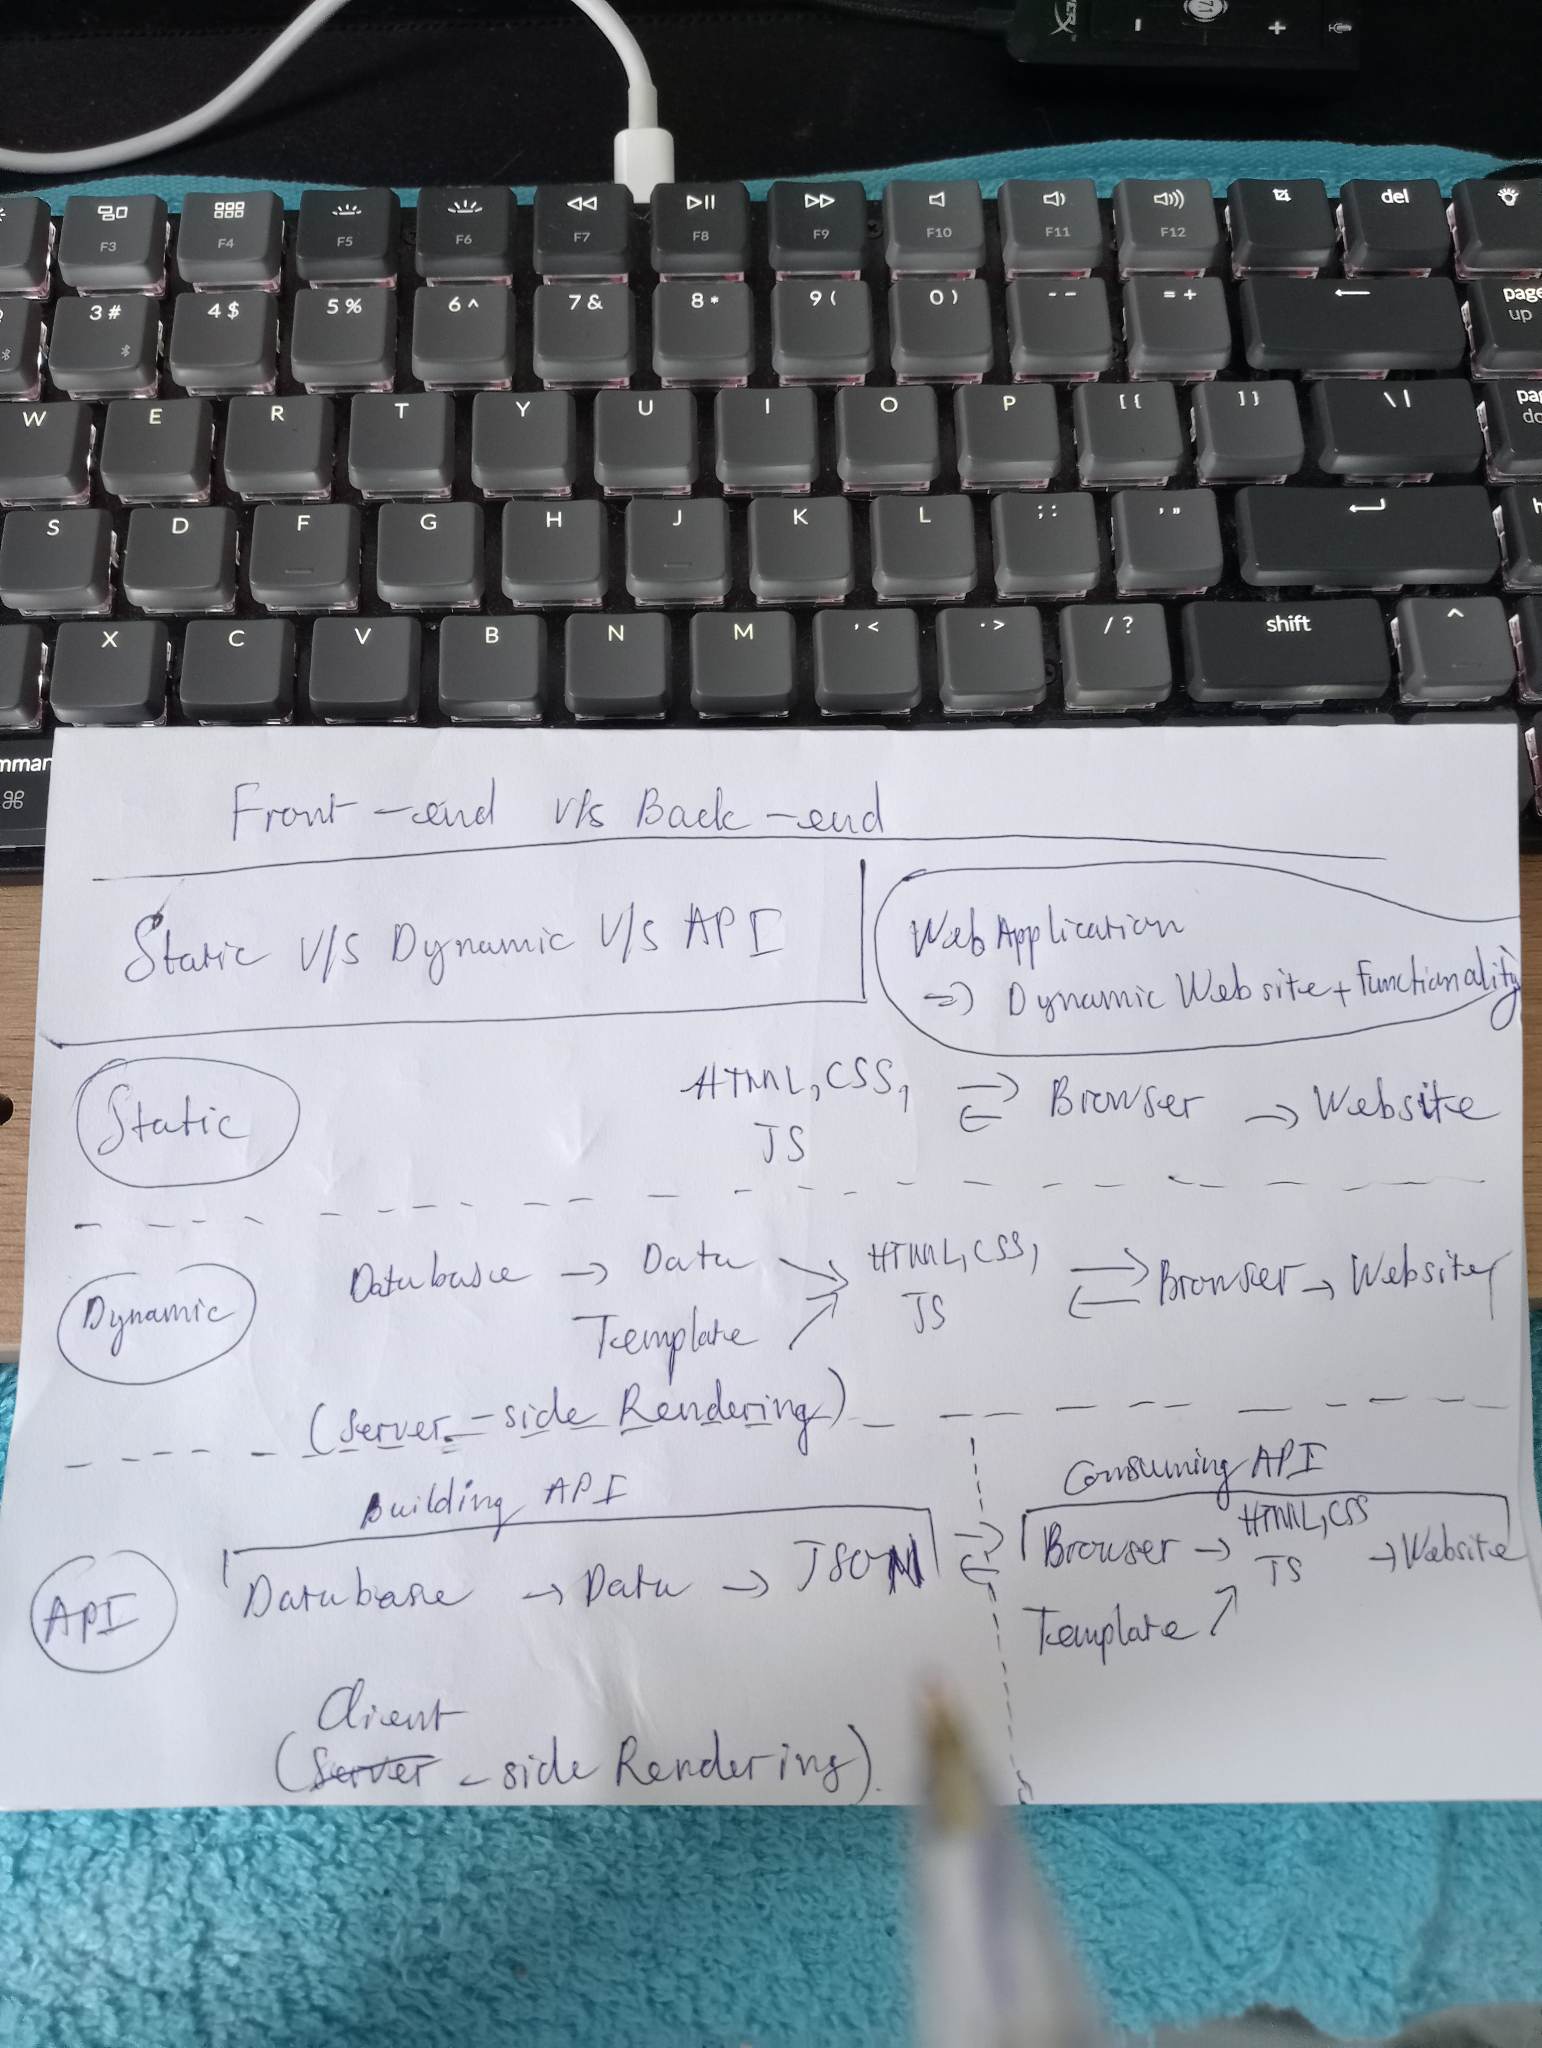 7.1
- +
F3 F4 F5 F6 F7 F8 F9 F10 F11 F12 del
3 # 4 $ 5 % 6 ^ 7 & 8 * 9 ( 0 ) - - = + page up
W E R T Y U I O P [ { ] } \ |
S D F G H J K L ; : ' "
X C V B N M , < . > / ? shift ^
Front-end v/s Back-end
Static v/s Dynamic v/s API
Web Application
=> Dynamic Website + Functionality
Static
HTML, CSS, ⇌ Browser → Website
JS
Dynamic
Database → Data HTML, CSS, ⇌ Browser → Website
Template ↗ JS
(Server-side Rendering)
Building API
Consuming API
API
Database → Data → JSON ⇌ Browser → HTML, CSS → Website
JS
Template ↗
Client
(Server-side Rendering).